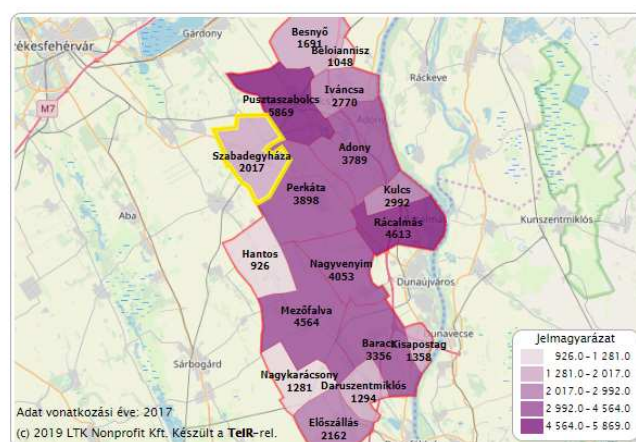 Besnyő
1691
Beloiannisz
1048
Gárdony
zékesfehérvár
M7
Iváncsa
2770
Ráckeve
Pusztaszabolcs
5869
Adony
3789
Szabadegyháza
2017
Perkáta
3898
Kulcs
2992
Aba
Rácalmás
4613
Kunszentmiklós
Hantos
926
Nagyvenyim
4053
Dunaújváros
Mezőfalva
4564
Baracs
3356
Kisapostag
1358
unavecse
Sárbogárd
Nagykarácsony
1281
Daruszentmiklós
1294
Előszállás
2162
Jelmagyarázat
926.0-1 281.0
1 281.0-2 017.0
2 017.0-2 992.0
2 992.0-4 564.0
4 564.0-5 869.0
Adat vonatkozási éve: 2017
(c) 2019 LTK Nonprofit Kft. Készült a TeIR-rel.